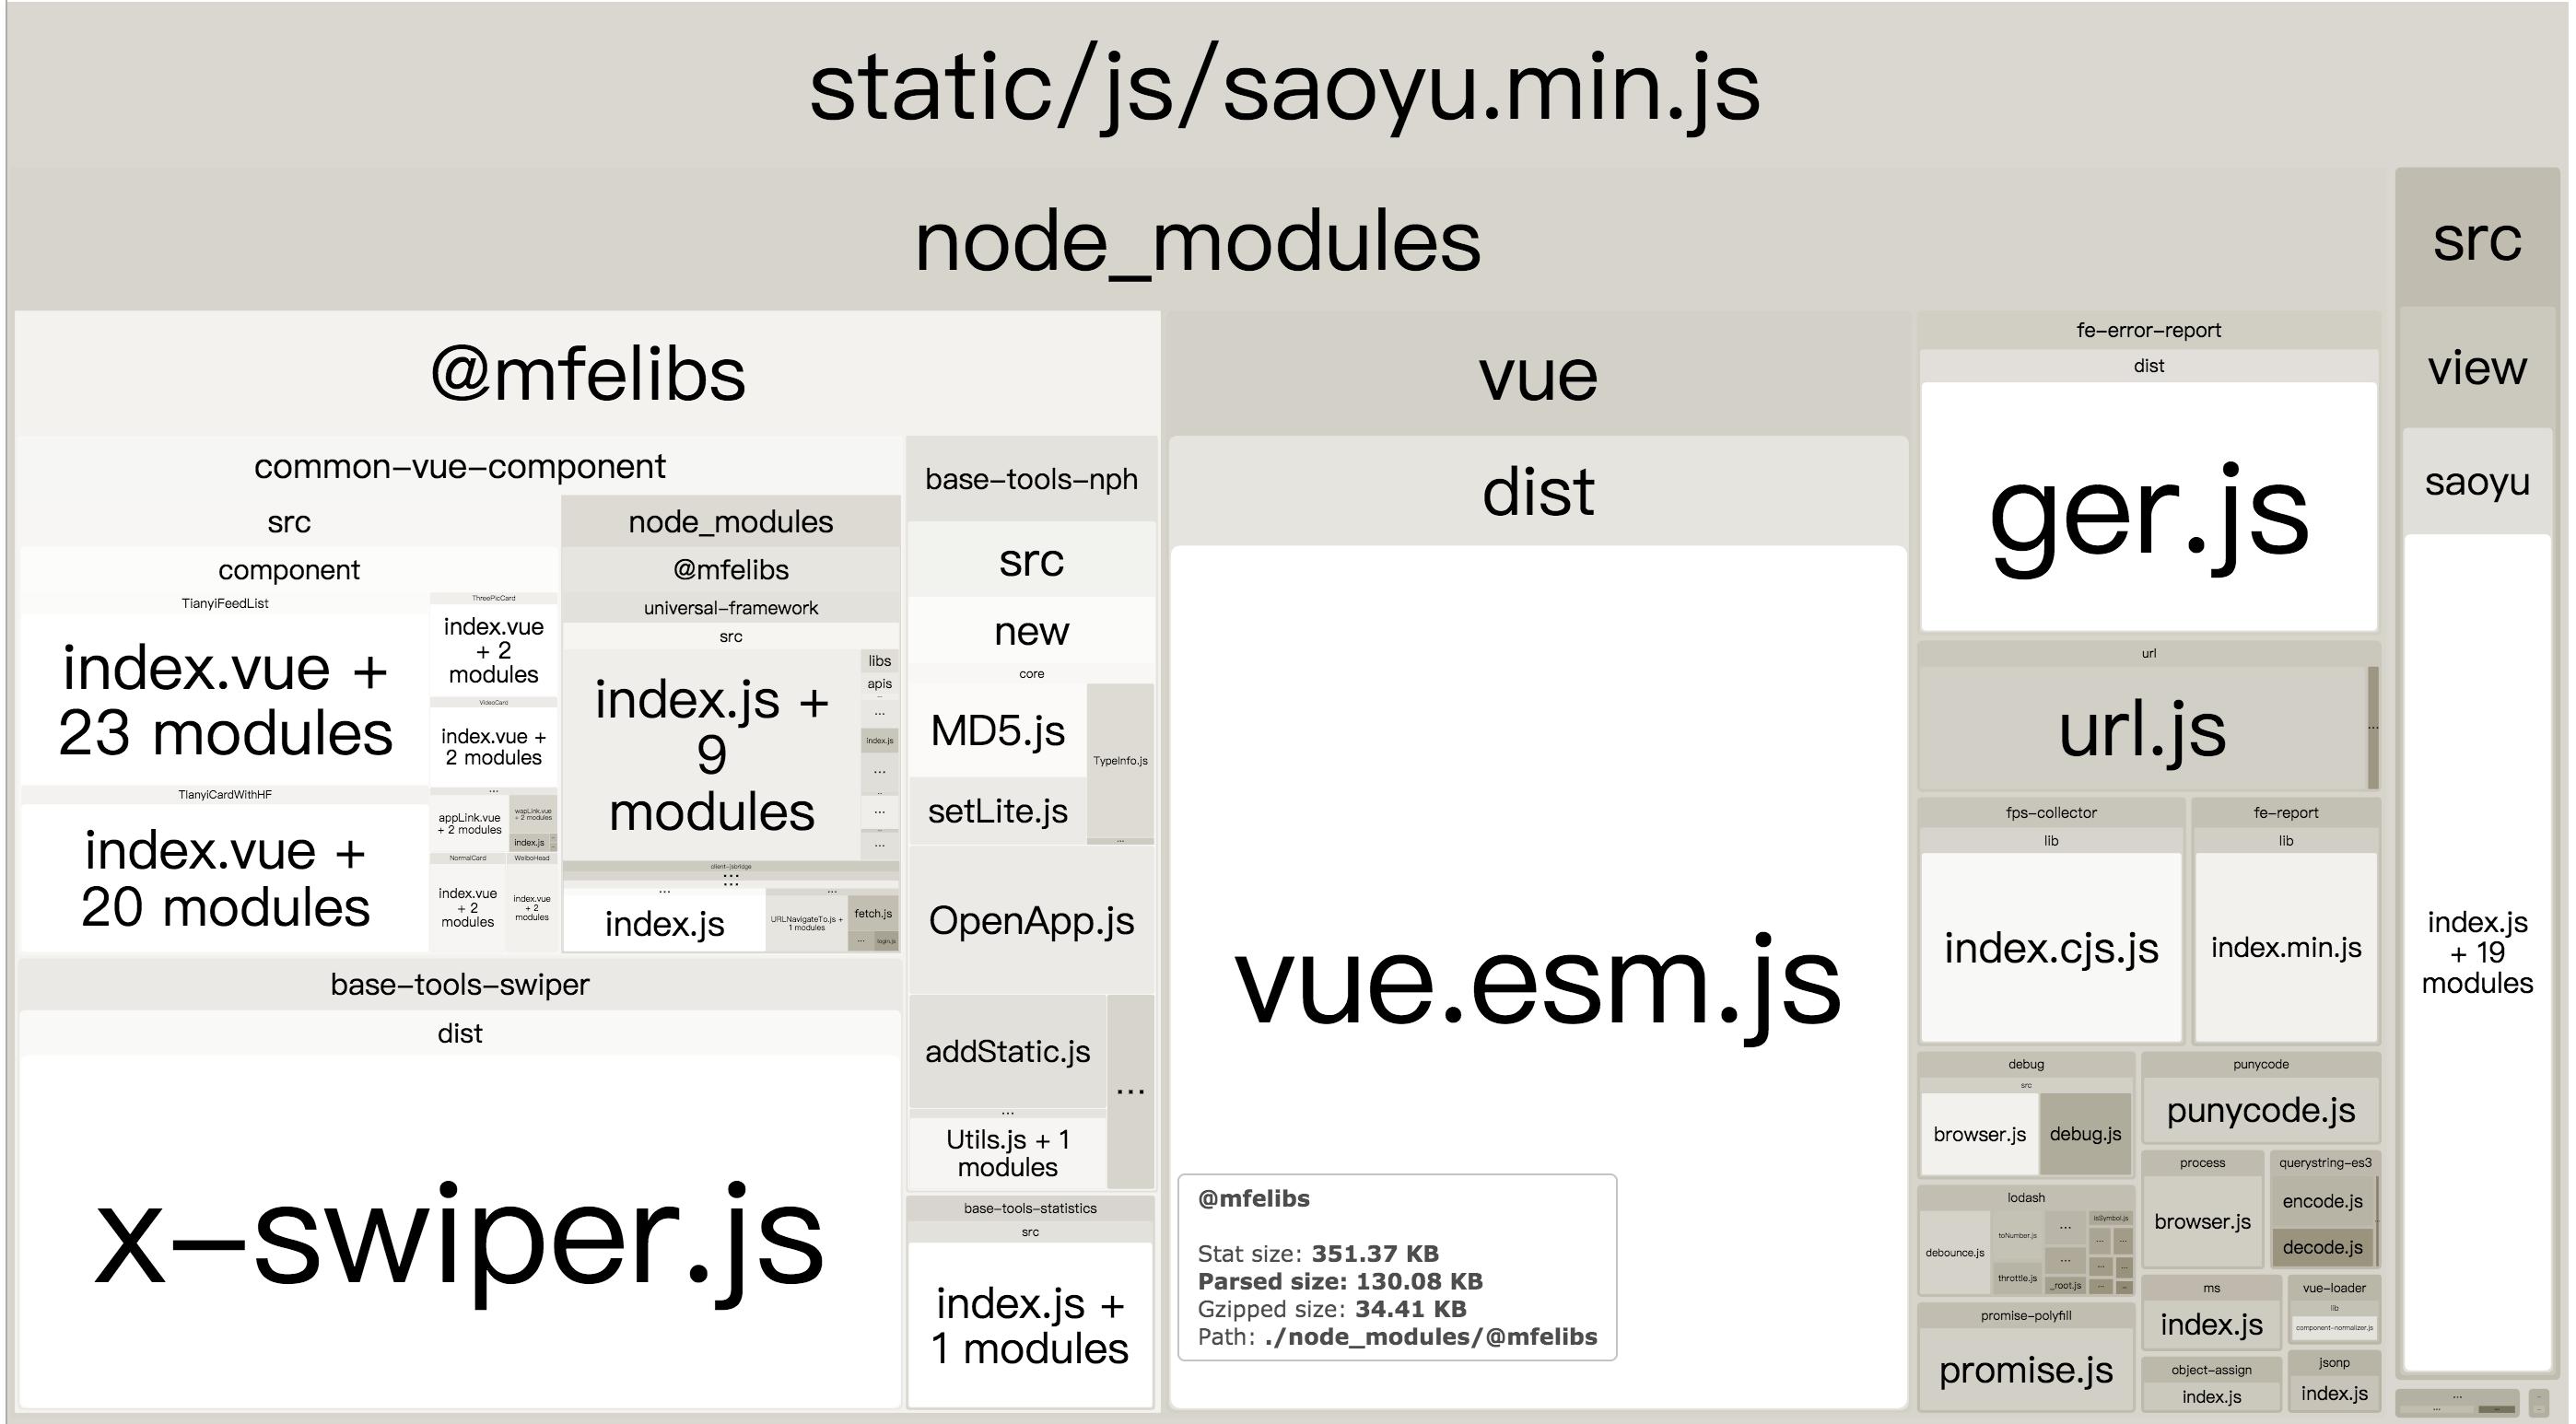 static/js/saoyu.min.js
node_modules
src
view
saoyu
index.js
+ 19
modules
@mfelibs
common-vue-component
src
component
TianyiFeedList
index.vue +
23 modules
TianyiCardWithHF
index.vue +
20 modules
ThreePicCard
index.vue
+ 2
modules
VideoCard
index.vue +
2 modules
...
appLink.vue
+ 2 modules
wapLink.vue
+ 2 modules
index.js
NormalCard
index.vue
+ 2
modules
WeiboHead
index.vue
+ 2
modules
node_modules
@mfelibs
universal-framework
src
index.js +
9
modules
libs
apis
...
index.js
...
...
...
client-jsbridge
...
...
...
index.js
...
URLNavigateTo.js +
1 modules
fetch.js
...
login.js
base-tools-swiper
dist
x-swiper.js
base-tools-nph
src
new
core
MD5.js
setLite.js
TypeInfo.js
...
OpenApp.js
addStatic.js
...
...
Utils.js + 1
modules
base-tools-statistics
src
index.js +
1 modules
vue
dist
vue.esm.js
@mfelibs
Stat size: 351.37 KB
Parsed size: 130.08 KB
Gzipped size: 34.41 KB
Path: ./node_modules/@mfelibs
fe-error-report
dist
ger.js
url
url.js
...
fps-collector
lib
index.cjs.js
fe-report
lib
index.min.js
debug
src
browser.js
debug.js
punycode
punycode.js
process
browser.js
querystring-es3
encode.js
decode.js
lodash
debounce.js
toNumber.js
throttle.js
...
...
_root.js
isSymbol.js
... ...
... ...
... ...
promise-polyfill
promise.js
ms
index.js
vue-loader
lib
component-normalizer.js
object-assign
index.js
jsonp
index.js
...
...